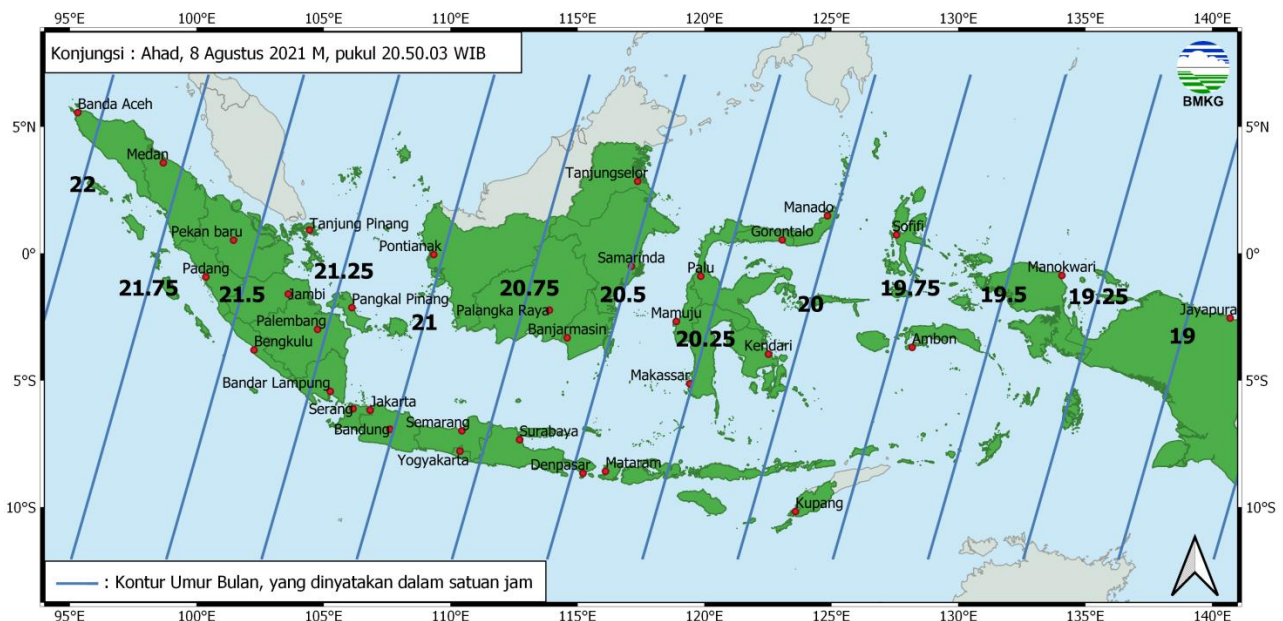 95°E 100°E 105°E 110°E 115°E 120°E 125°E 130°E 135°E 140°E
Konjungsi : Ahad, 8 Agustus 2021 M, pukul 20.50.03 WIB
BMKG
Banda Aceh
5°N 5°N
Medan
Tanjungselor
22
Manado
Tanjung Pinang
Sofifi
Pekan baru
Gorontalo
Pontianak
0° 0°
Samarinda
Padang
21.25
Palu
Manokwari
21.75
21.5
Jambi
Pangkal Pinang
20.75
20.5
20
19.75
19.5
19.25
Palembang
21
Palangka Raya
Mamuju
Jayapura
Banjarmasin
20.25
19
Bengkulu
Kendari
Ambon
Bandar Lampung
Makassar
5°S 5°S
Serang
Jakarta
Bandung
Semarang
Surabaya
Yogyakarta
Denpasar
Mataram
10°S 10°S
Kupang
: Kontur Umur Bulan, yang dinyatakan dalam satuan jam
95°E 100°E 105°E 110°E 115°E 120°E 125°E 130°E 135°E 140°E